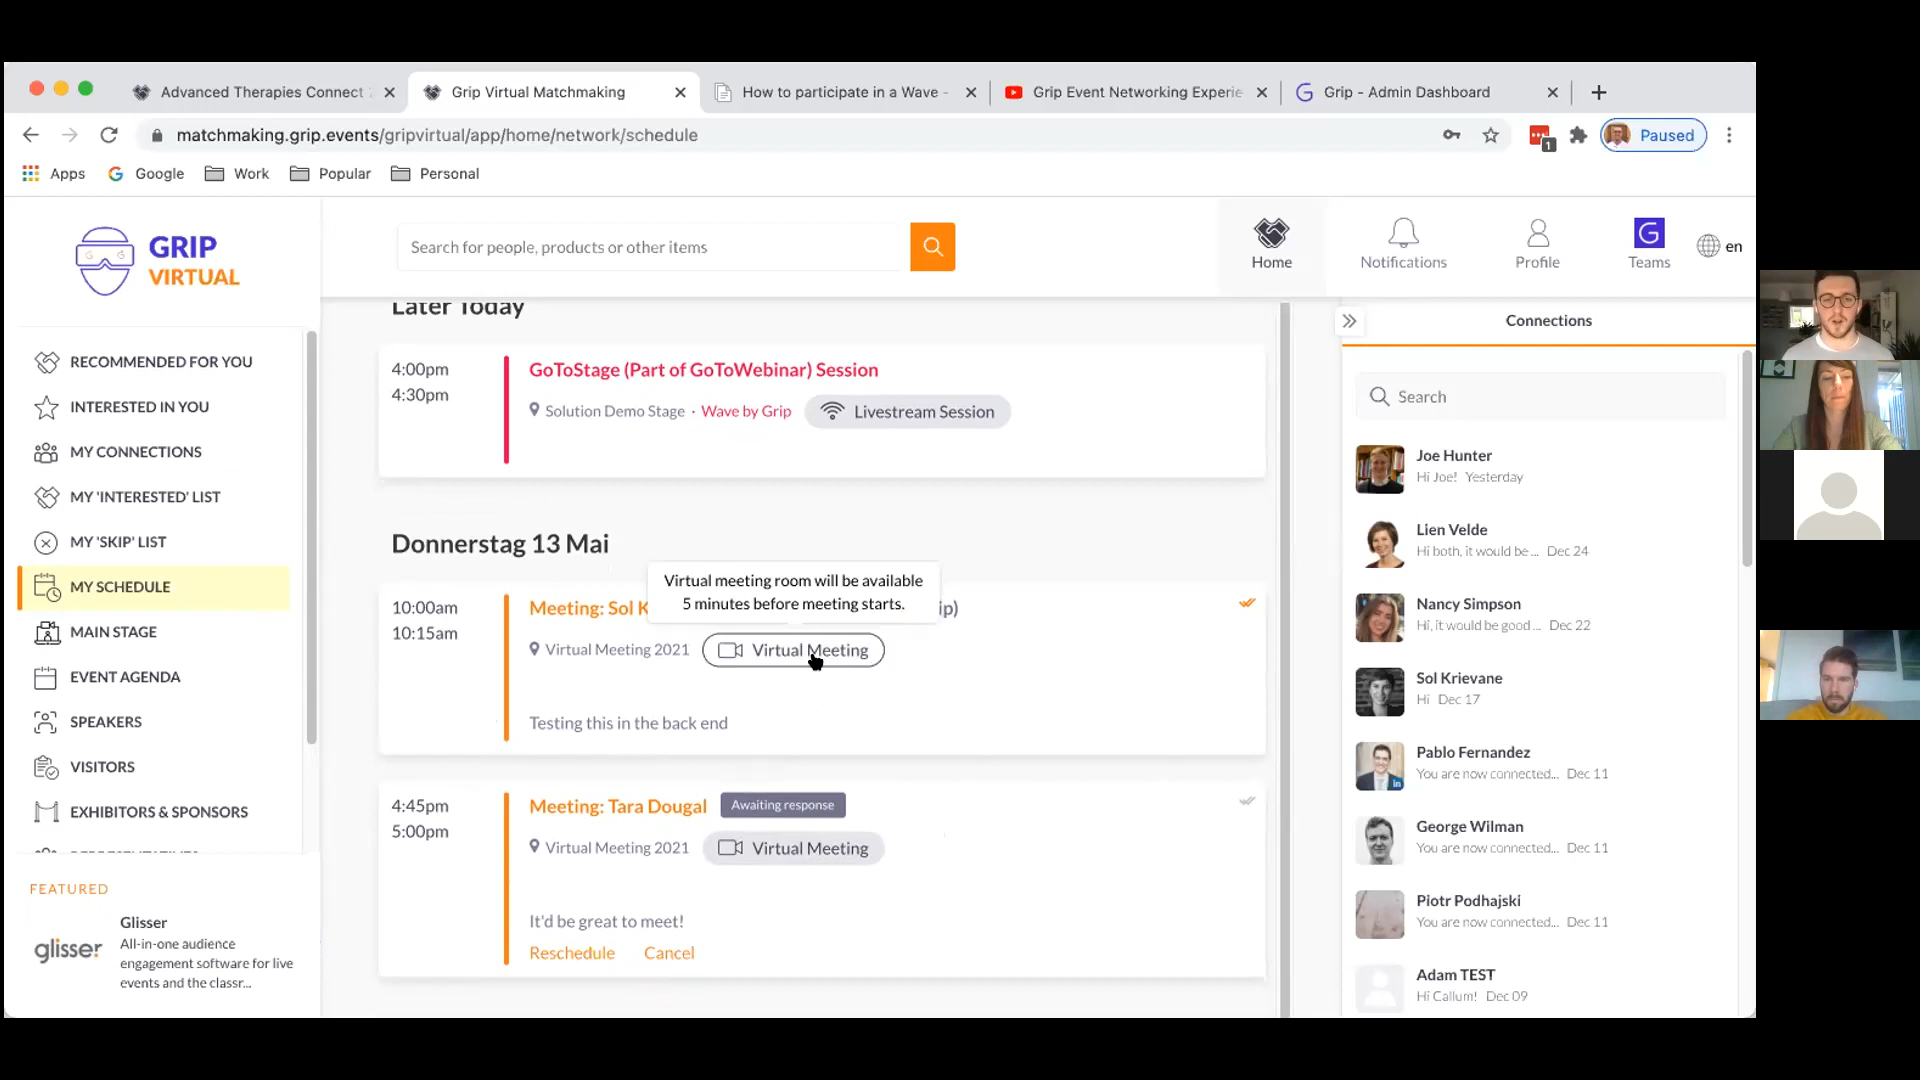 Advanced Therapies Connect
Grip Virtual Matchmaking
How to participate in a Wave -
Grip Event Networking Experie
Grip - Admin Dashboard
matchmaking.grip.events/gripvirtual/app/home/network/schedule
1
Paused
Apps
Google
Work
Popular
Personal
GRIP
VIRTUAL
Search for people, products or other items
Home
Notifications
Profile
Teams
en
RECOMMENDED FOR YOU
INTERESTED IN YOU
MY CONNECTIONS
MY 'INTERESTED' LIST
MY 'SKIP' LIST
MY SCHEDULE
MAIN STAGE
EVENT AGENDA
SPEAKERS
VISITORS
EXHIBITORS & SPONSORS
FEATURED
glisser
Glisser
All-in-one audience
engagement software for live
events and the classr...
Later Today
4:00pm
4:30pm
GoToStage (Part of GoToWebinar) Session
Solution Demo Stage · Wave by Grip
Livestream Session
Donnerstag 13 Mai
Virtual meeting room will be available
5 minutes before meeting starts.
10:00am
10:15am
Meeting: Sol K
ip)
Virtual Meeting 2021
Virtual Meeting
Testing this in the back end
4:45pm
5:00pm
Meeting: Tara Dougal
Awaiting response
Virtual Meeting 2021
Virtual Meeting
It'd be great to meet!
Reschedule
Cancel
Connections
Search
Joe Hunter
Hi Joe! Yesterday
Lien Velde
Hi both, it would be ... Dec 24
Nancy Simpson
Hi, it would be good ... Dec 22
Sol Krievane
Hi Dec 17
Pablo Fernandez
You are now connected... Dec 11
George Wilman
You are now connected... Dec 11
Piotr Podhajski
You are now connected... Dec 11
Adam TEST
Hi Callum! Dec 09